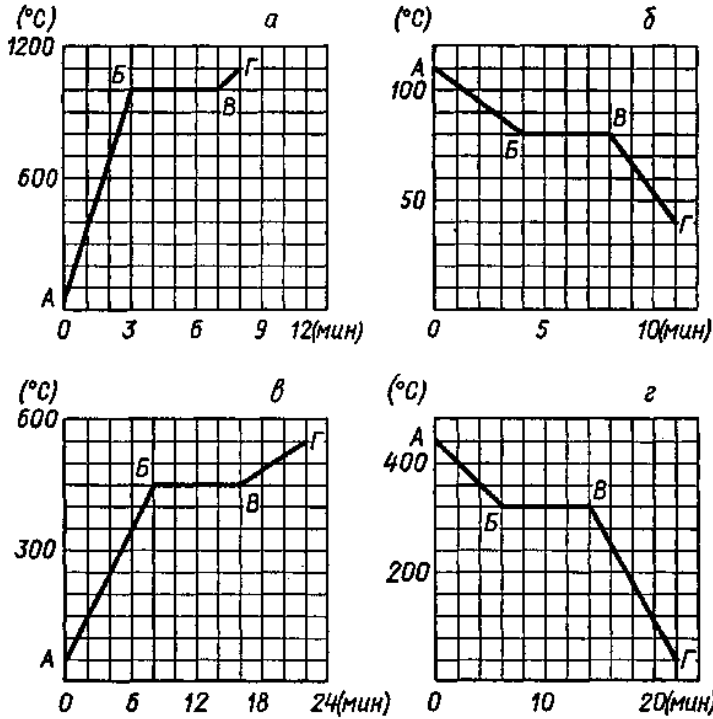 (°С) а
1200
Б Г
В
600
А
0 3 6 9 12(мин)
(°С) б
А
100
В
Б
50
Г
0 5 10(мин)
(°С) в
600
Г
Б
В
300
А
0 6 12 18 24(мин)
(°С) г
А
400
В
Б
200
Г
0 10 20(мин)